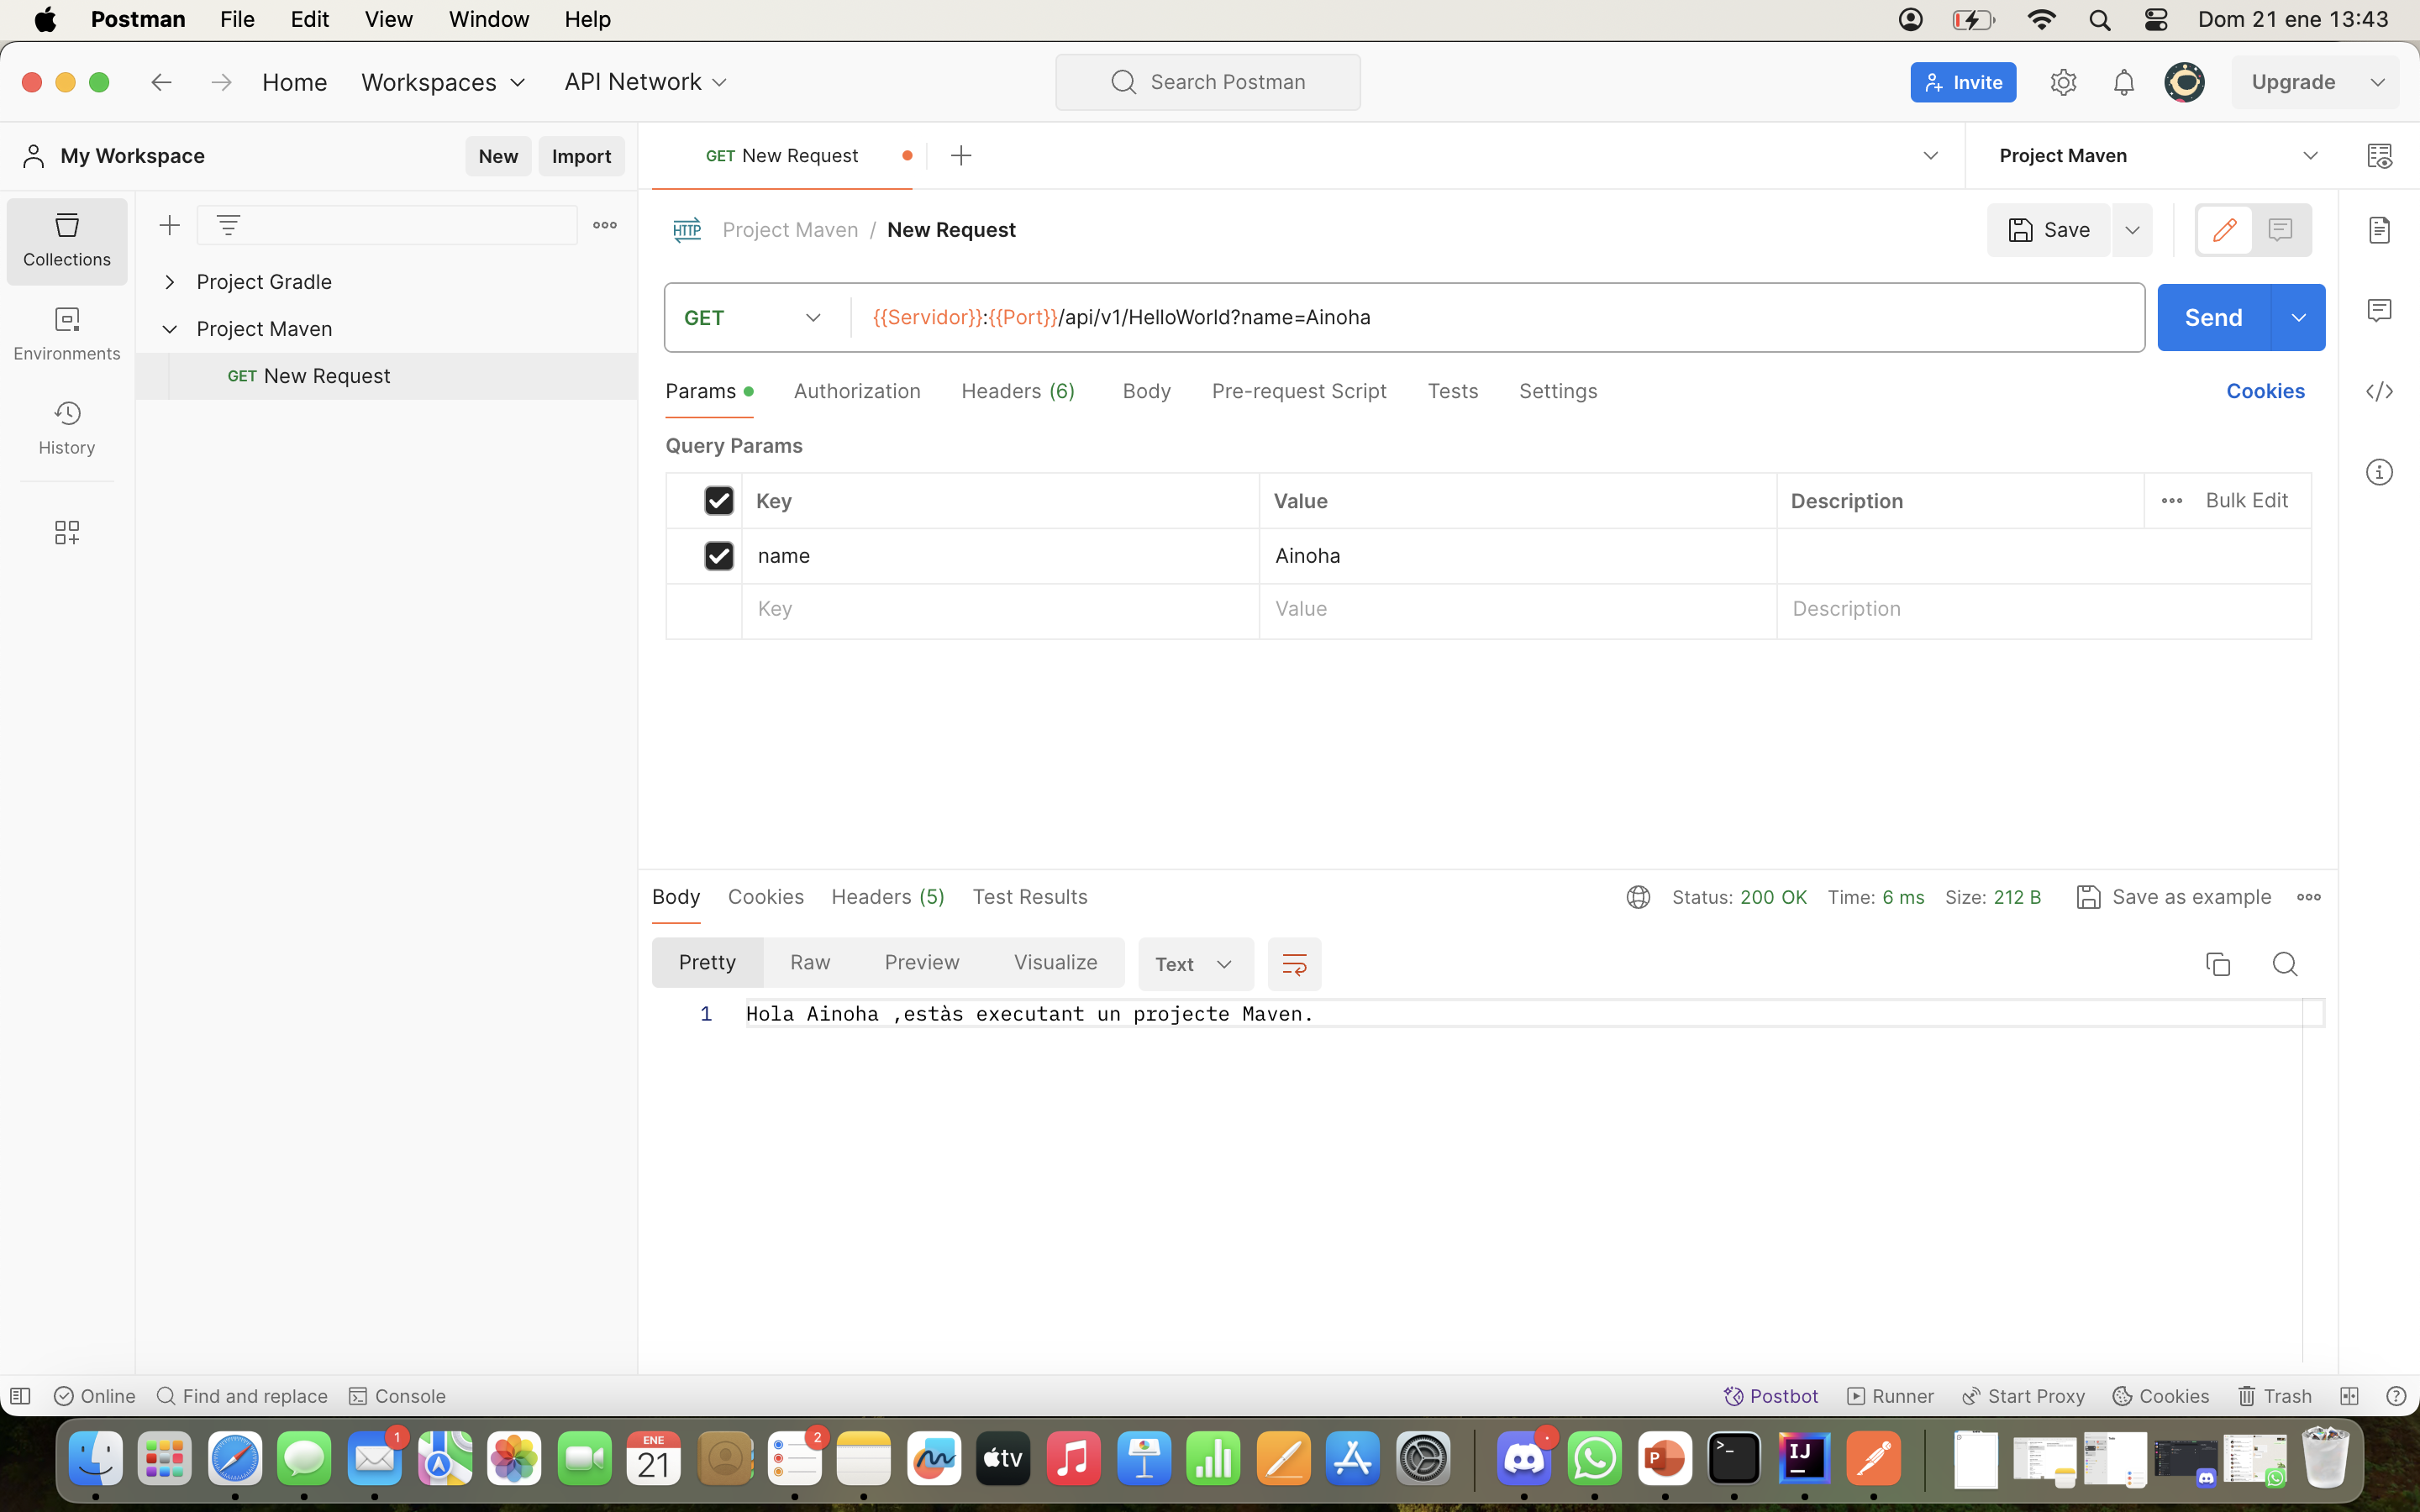 Postman File Edit View Window Help Dom 21 ene 13:43
Home Workspaces API Network Search Postman Invite Upgrade
My Workspace New Import GET New Request Project Maven
Collections
Environments
History
Project Gradle
Project Maven
GET New Request
HTTP Project Maven / New Request Save
GET {{Servidor}}:{{Port}}/api/v1/HelloWorld?name=Ainoha Send
Params Authorization Headers (6) Body Pre-request Script Tests Settings Cookies
Query Params
Key Value Description Bulk Edit
name Ainoha
Key Value Description
Body Cookies Headers (5) Test Results Status: 200 OK Time: 6 ms Size: 212 B Save as example
Pretty Raw Preview Visualize Text
1 Hola Ainoha ,estàs executant un projecte Maven.
Online Find and replace Console Postbot Runner Start Proxy Cookies Trash
1 ENE 21 2 tv P >_ IJ